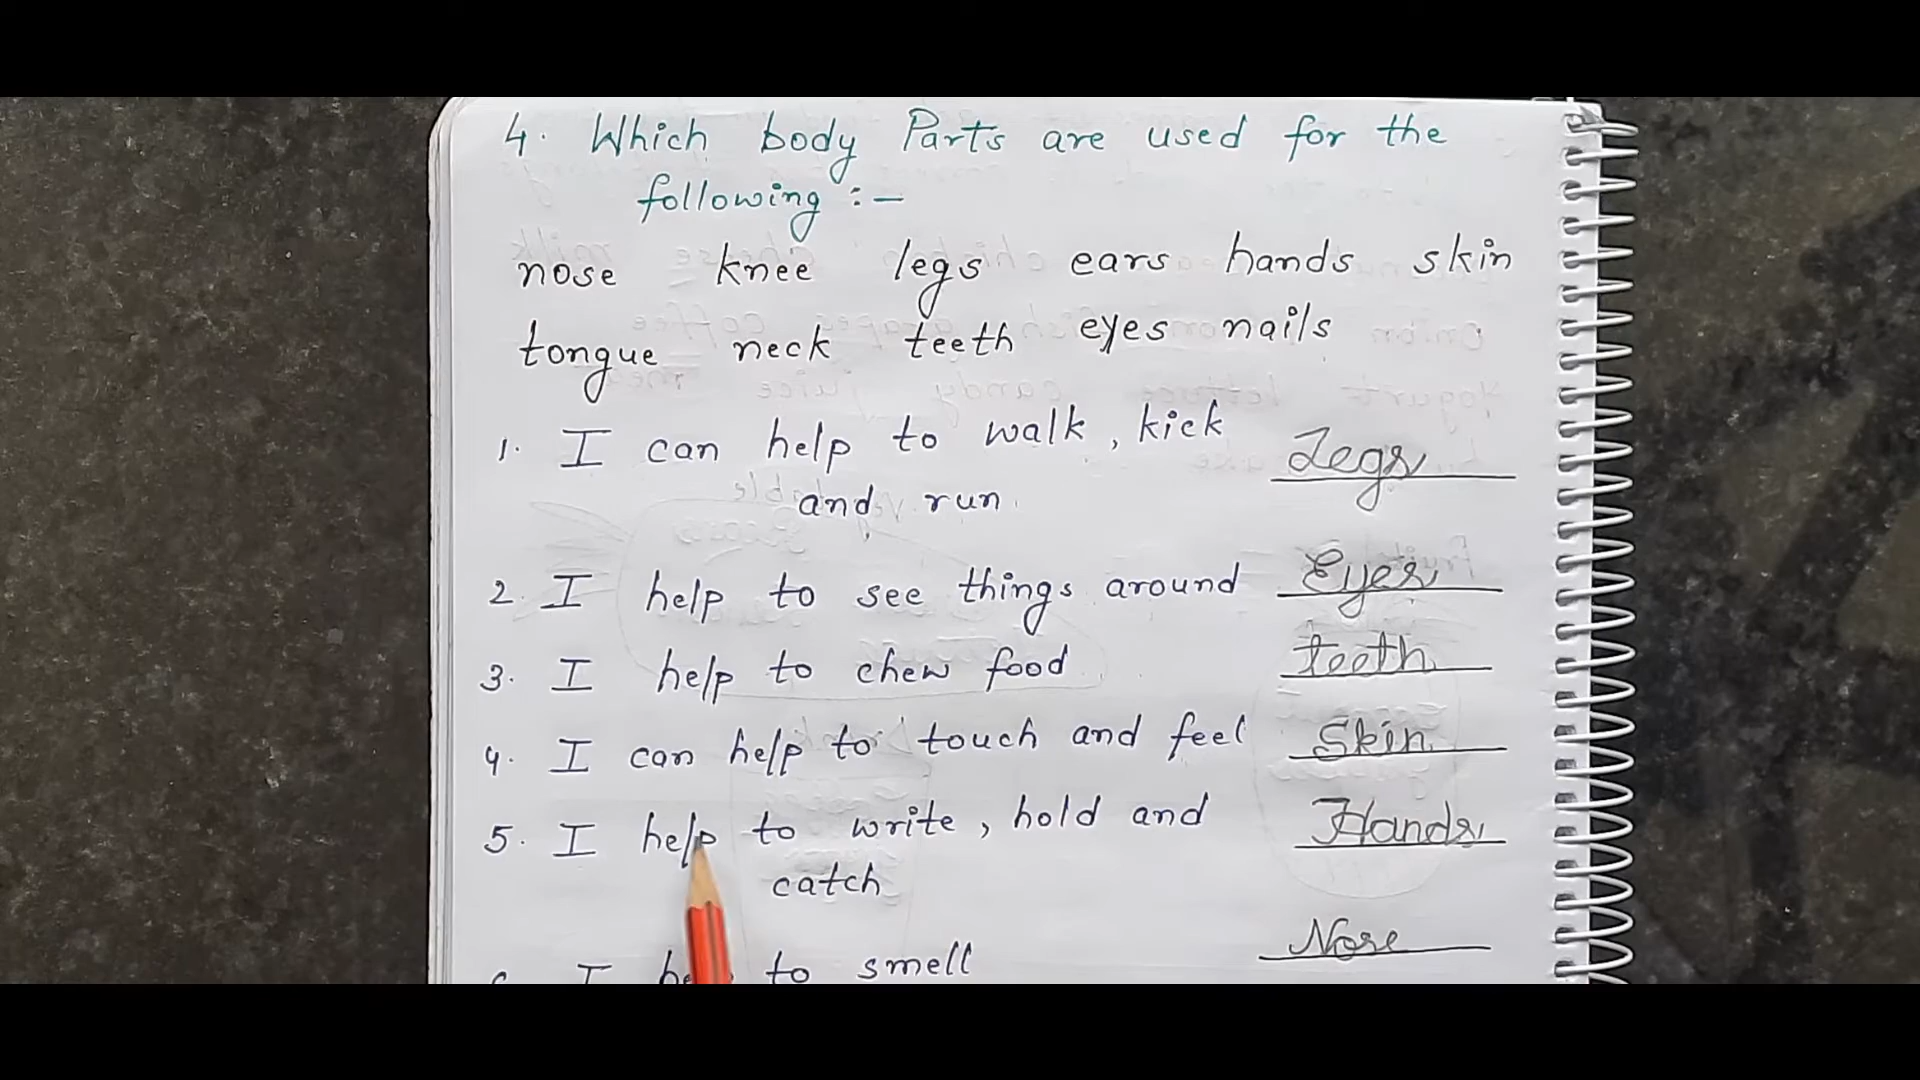 4. Which body Parts are used for the
following :-
nose knee legs ears hands skin
tongue neck teeth eyes nails
1. I can help to walk, kick Legs
and run.
2. I help to see things around Eyes
3. I help to chew food teeth
4. I can help to touch and feel Skin
5. I help to write, hold and Hands
catch
I to smell Nose